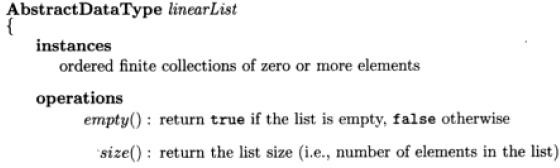 AbstractDataType linearList
{
instances
ordered finite collections of zero or more elements
operations
empty() : return true if the list is empty, false otherwise
size() : return the list size (i.e., number of elements in the list)